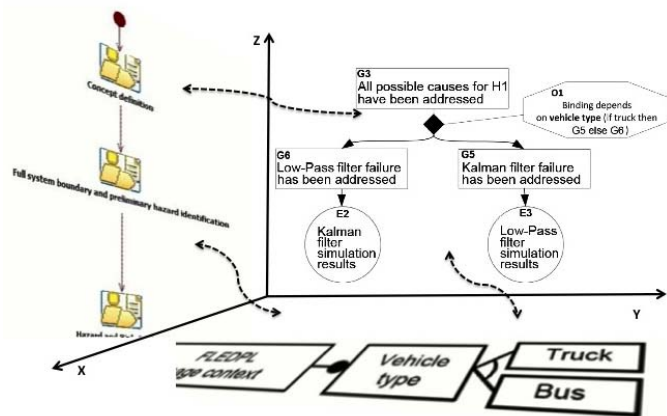 Z
G3
All possible causes for H1
have been addressed
O1
Binding depends
on vehicle type (if truck then
G5 else G6)
G6
Low-Pass filter failure
has been addressed
G5
Kalman filter failure
has been addressed
E2
Kalman
filter
simulation
results
E3
Low-Pass
filter
simulation
results
Concept definition
Full system boundary and preliminary hazard identification
Hazard and
X
Y
FLEDPL
context
Vehicle
type
Truck
Bus